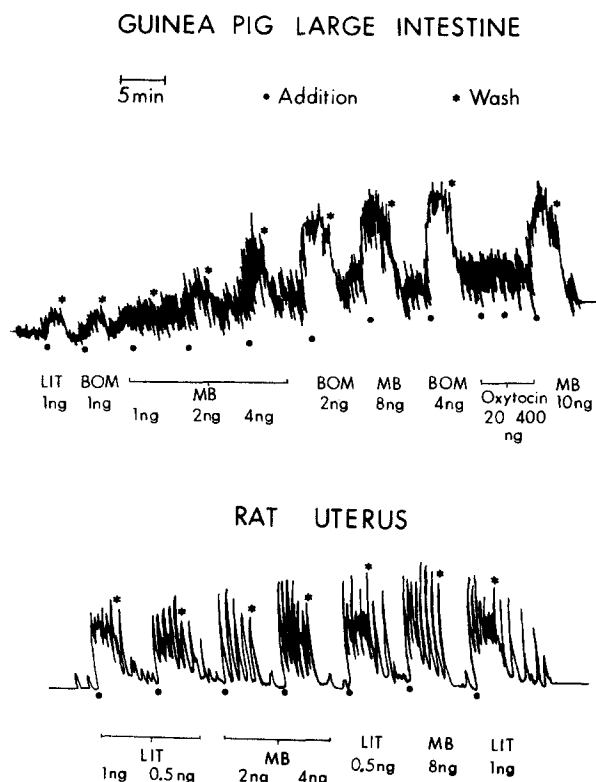 GUINEA PIG LARGE INTESTINE
5min • Addition * Wash
LIT BOM MB BOM MB BOM Oxytocin MB
1ng 1ng 1ng 2ng 4ng 2ng 8ng 4ng 20 400 10ng
ng
RAT UTERUS
LIT MB LIT MB LIT
1ng 0.5ng 2ng 4ng 0.5ng 8ng 1ng